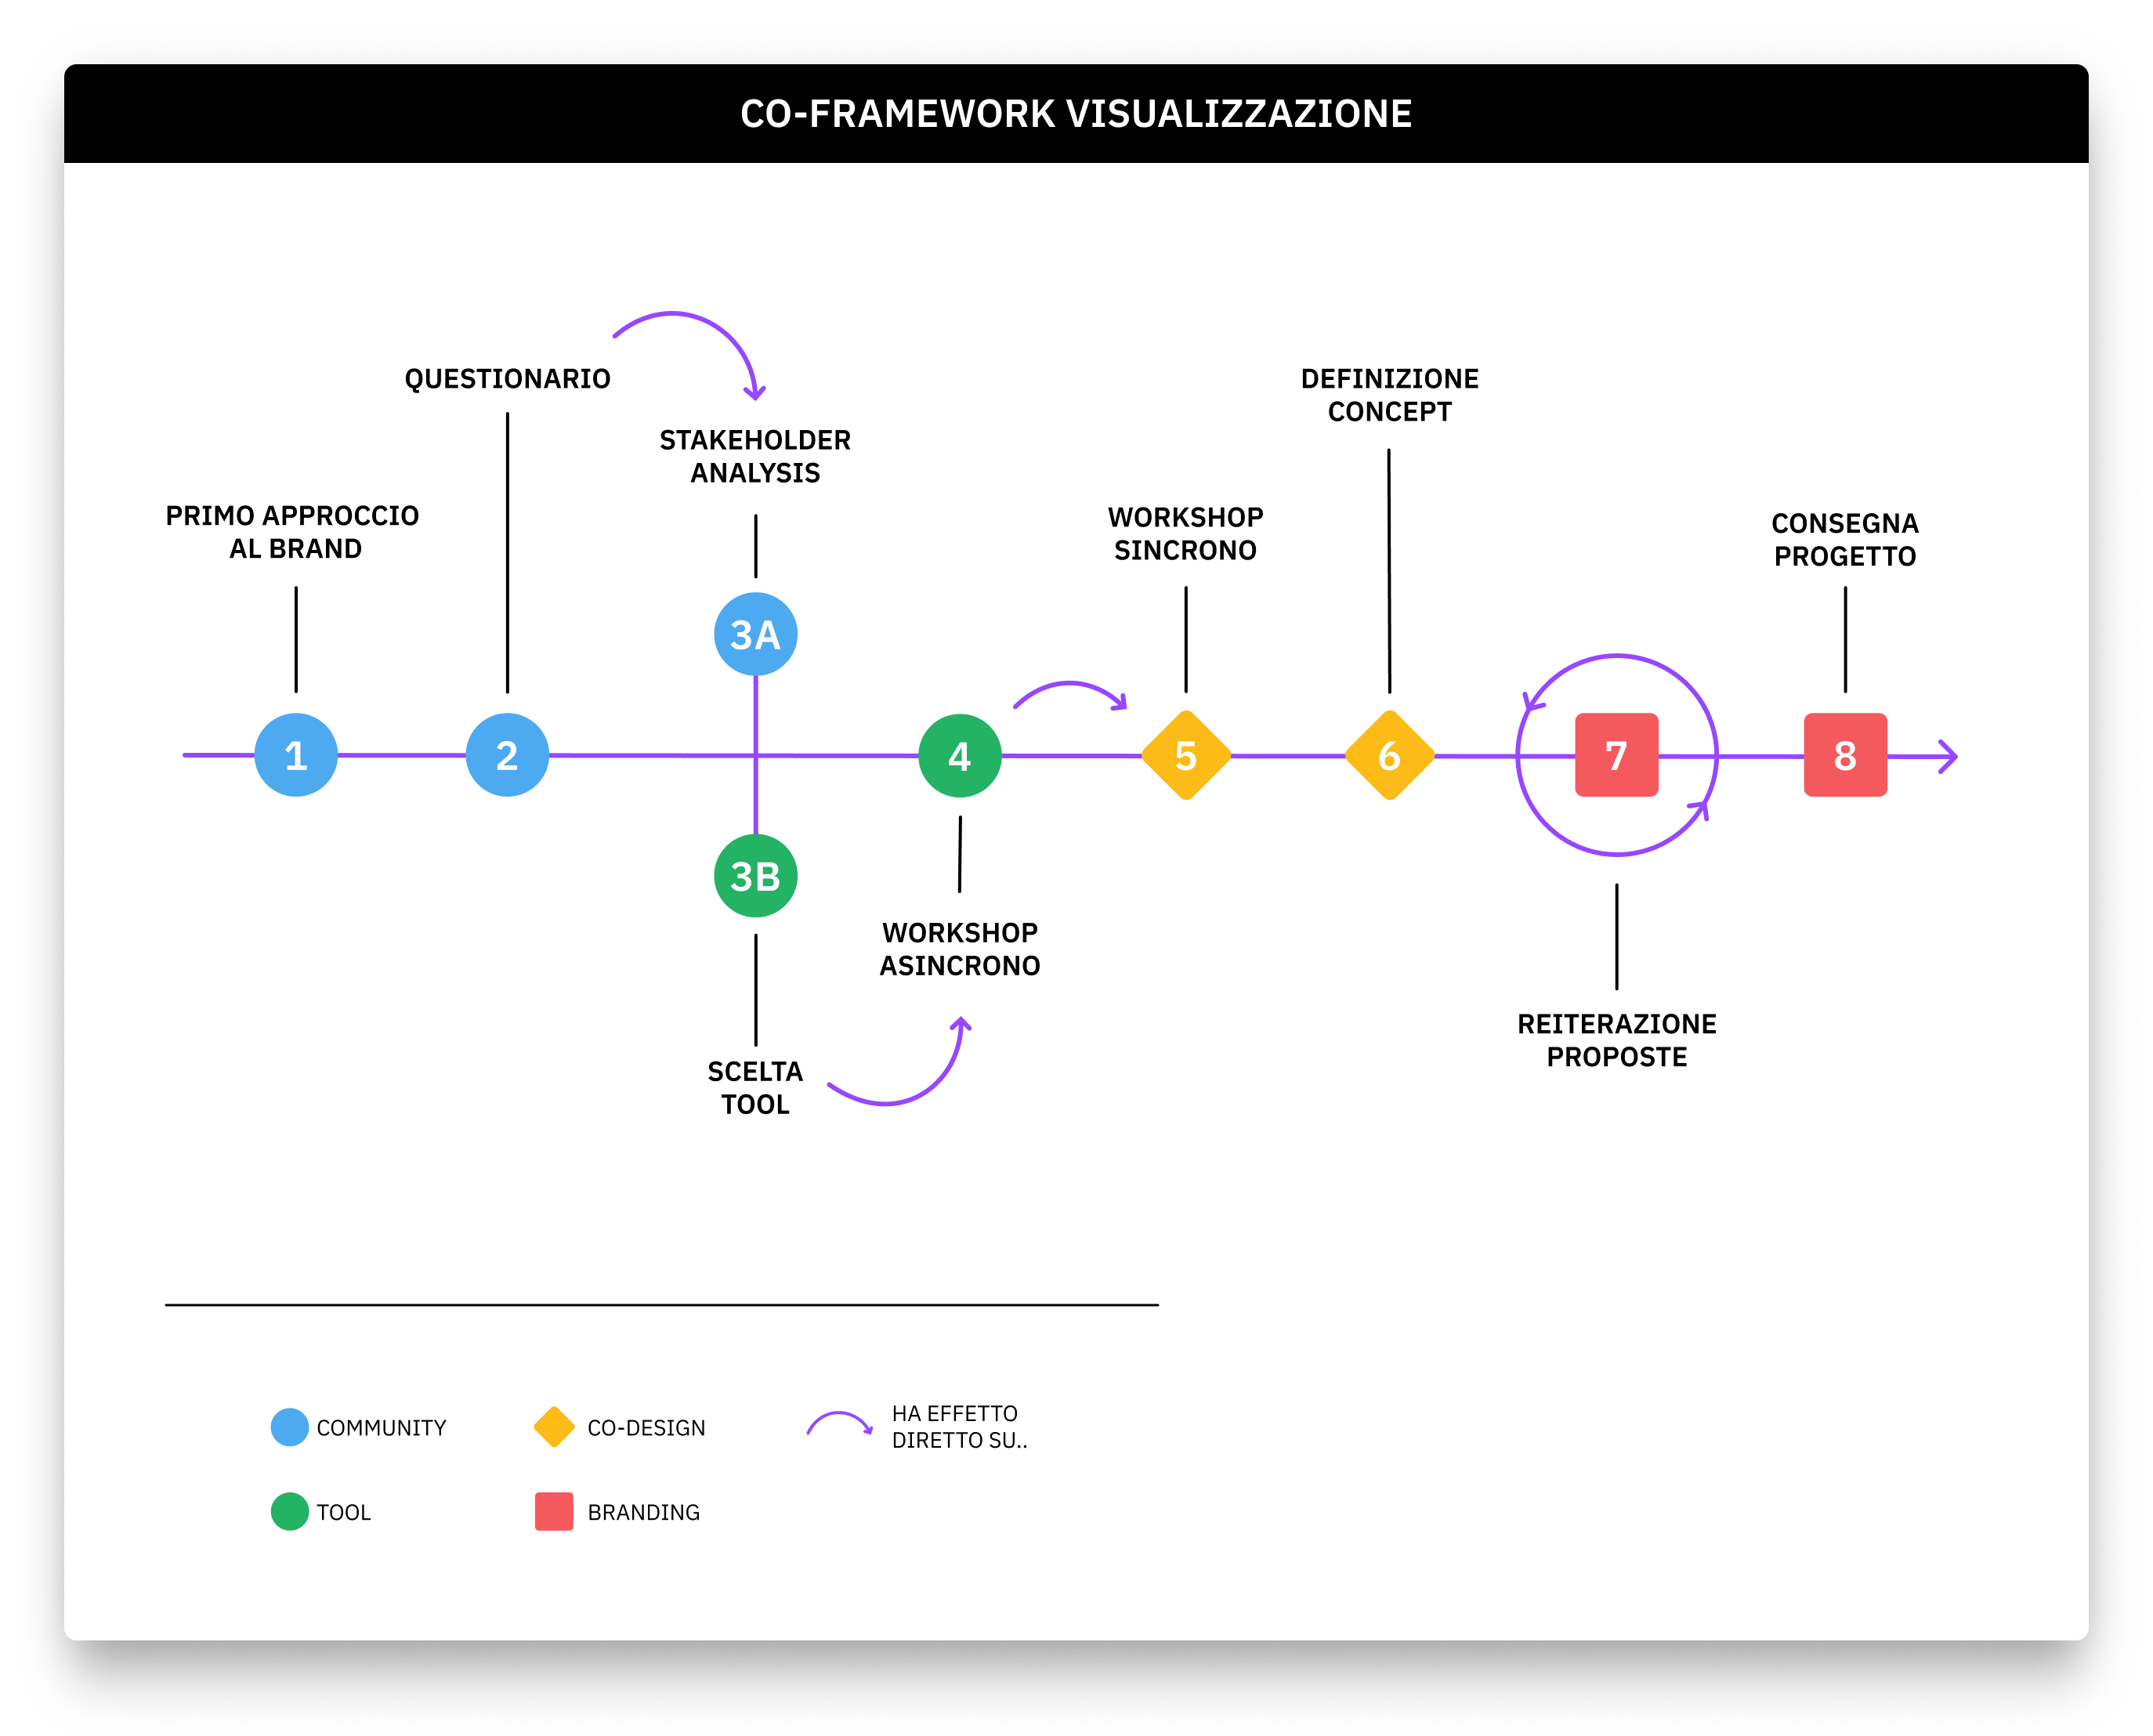 CO-FRAMEWORK VISUALIZZAZIONE
QUESTIONARIO
DEFINIZIONE
CONCEPT
STAKEHOLDER
ANALYSIS
PRIMO APPROCCIO
AL BRAND
WORKSHOP
SINCRONO
CONSEGNA
PROGETTO
3A
1
2
4
5
6
7
8
3B
WORKSHOP
ASINCRONO
REITERAZIONE
PROPOSTE
SCELTA
TOOL
COMMUNITY
CO-DESIGN
HA EFFETTO
DIRETTO SU..
TOOL
BRANDING